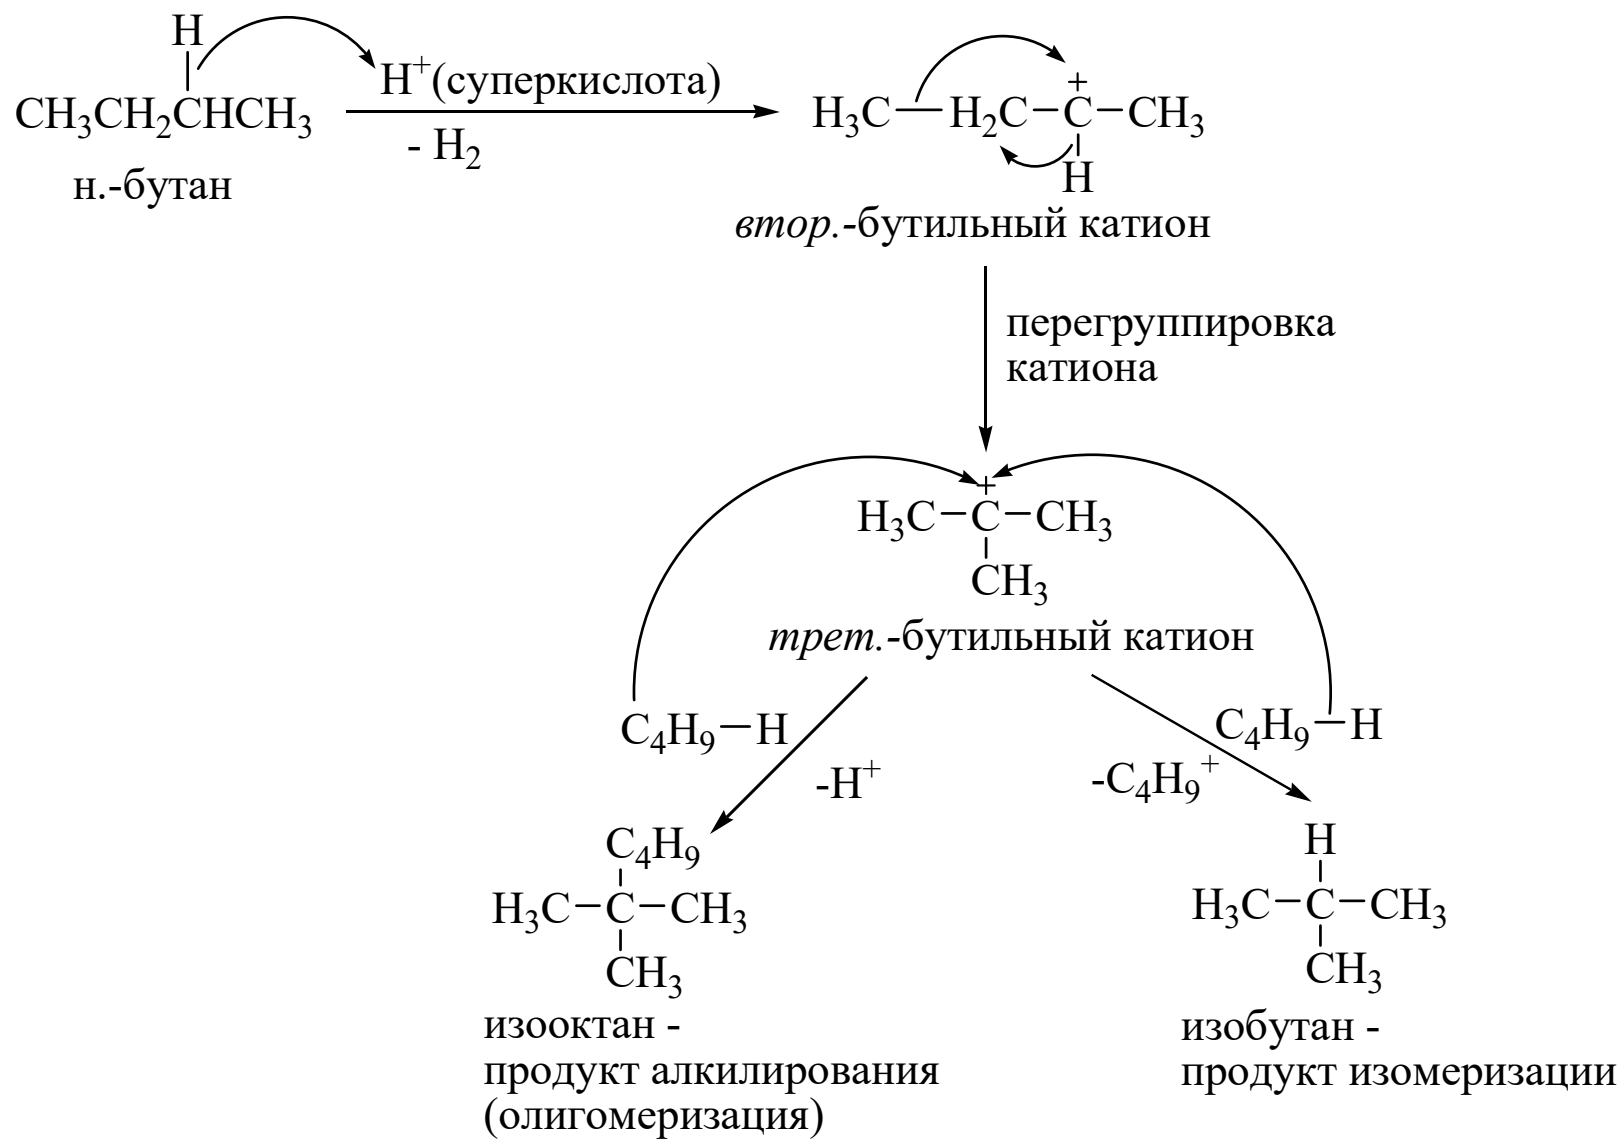 H
CH₃CH₂CHCH₃
н.-бутан
H⁺(суперкислота)
- H₂
H₃C—H₂C—C—CH₃
+
H
втор.-бутильный катион
перегруппировка
катиона
+
H₃C—C—CH₃
CH₃
трет.-бутильный катион
C₄H₉—H
C₄H₉—H
-H⁺
-C₄H₉⁺
C₄H₉
H₃C—C—CH₃
CH₃
изооктан -
продукт алкилирования
(олигомеризация)
H
H₃C—C—CH₃
CH₃
изобутан -
продукт изомеризации